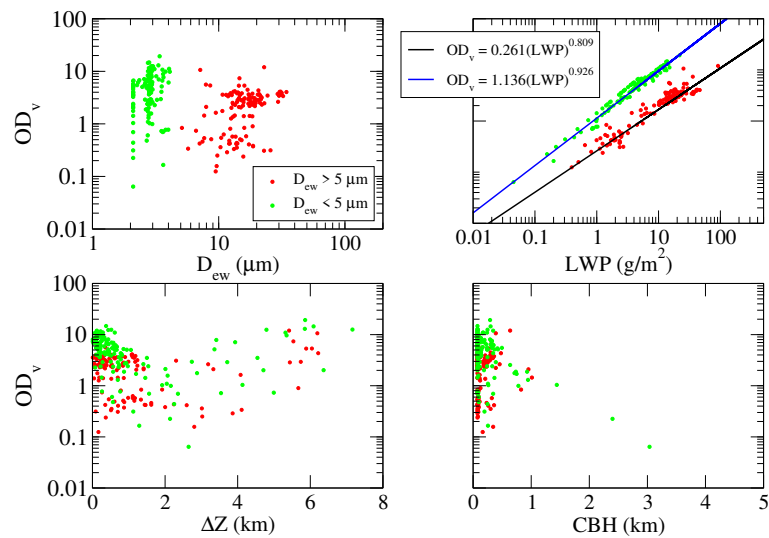 100
10
1
0.1
0.01
OD_v
1 10 100
D_ew (μm)
D_ew > 5 μm
D_ew < 5 μm
OD_v = 0.261(LWP)^0.809
OD_v = 1.136(LWP)^0.926
0.01 0.1 1 10 100
LWP (g/m^2)
100
10
1
0.1
0.01
OD_v
0 2 4 6 8
ΔZ (km)
0 1 2 3 4 5
CBH (km)